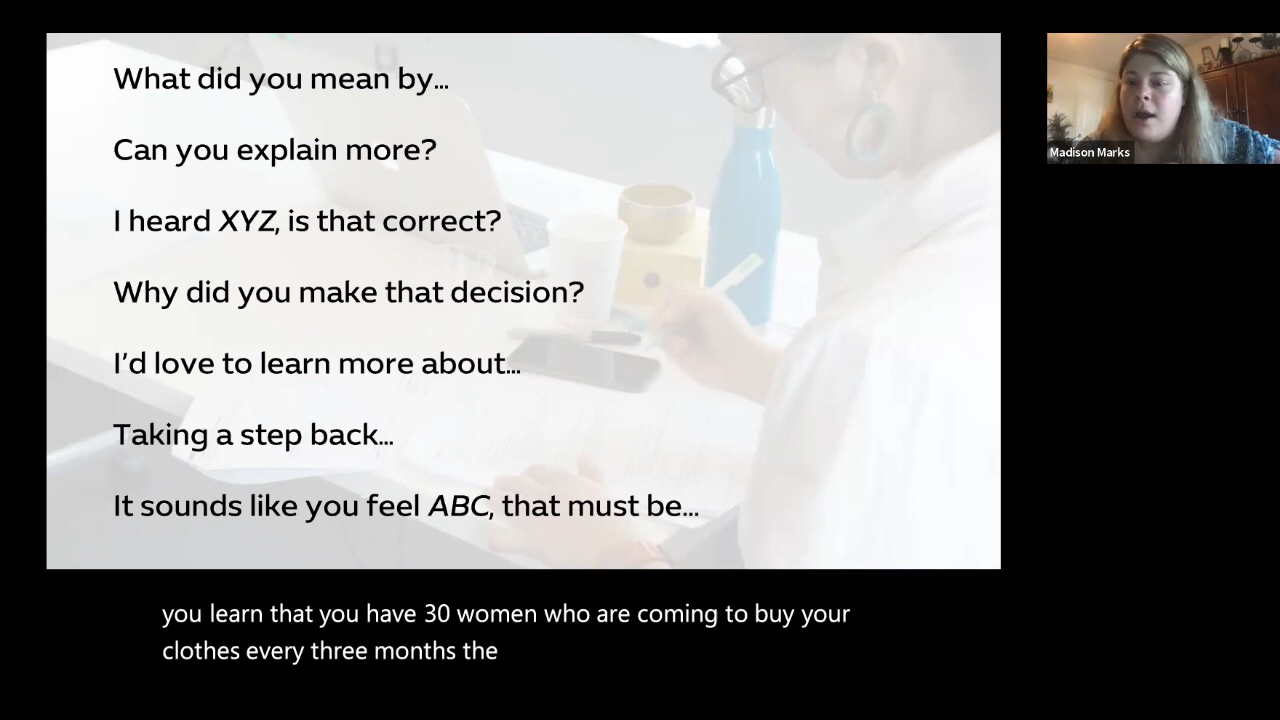 What did you mean by...
Can you explain more?
I heard XYZ, is that correct?
Why did you make that decision?
I'd love to learn more about...
Taking a step back...
It sounds like you feel ABC, that must be...
Madison Marks
you learn that you have 30 women who are coming to buy your
clothes every three months the